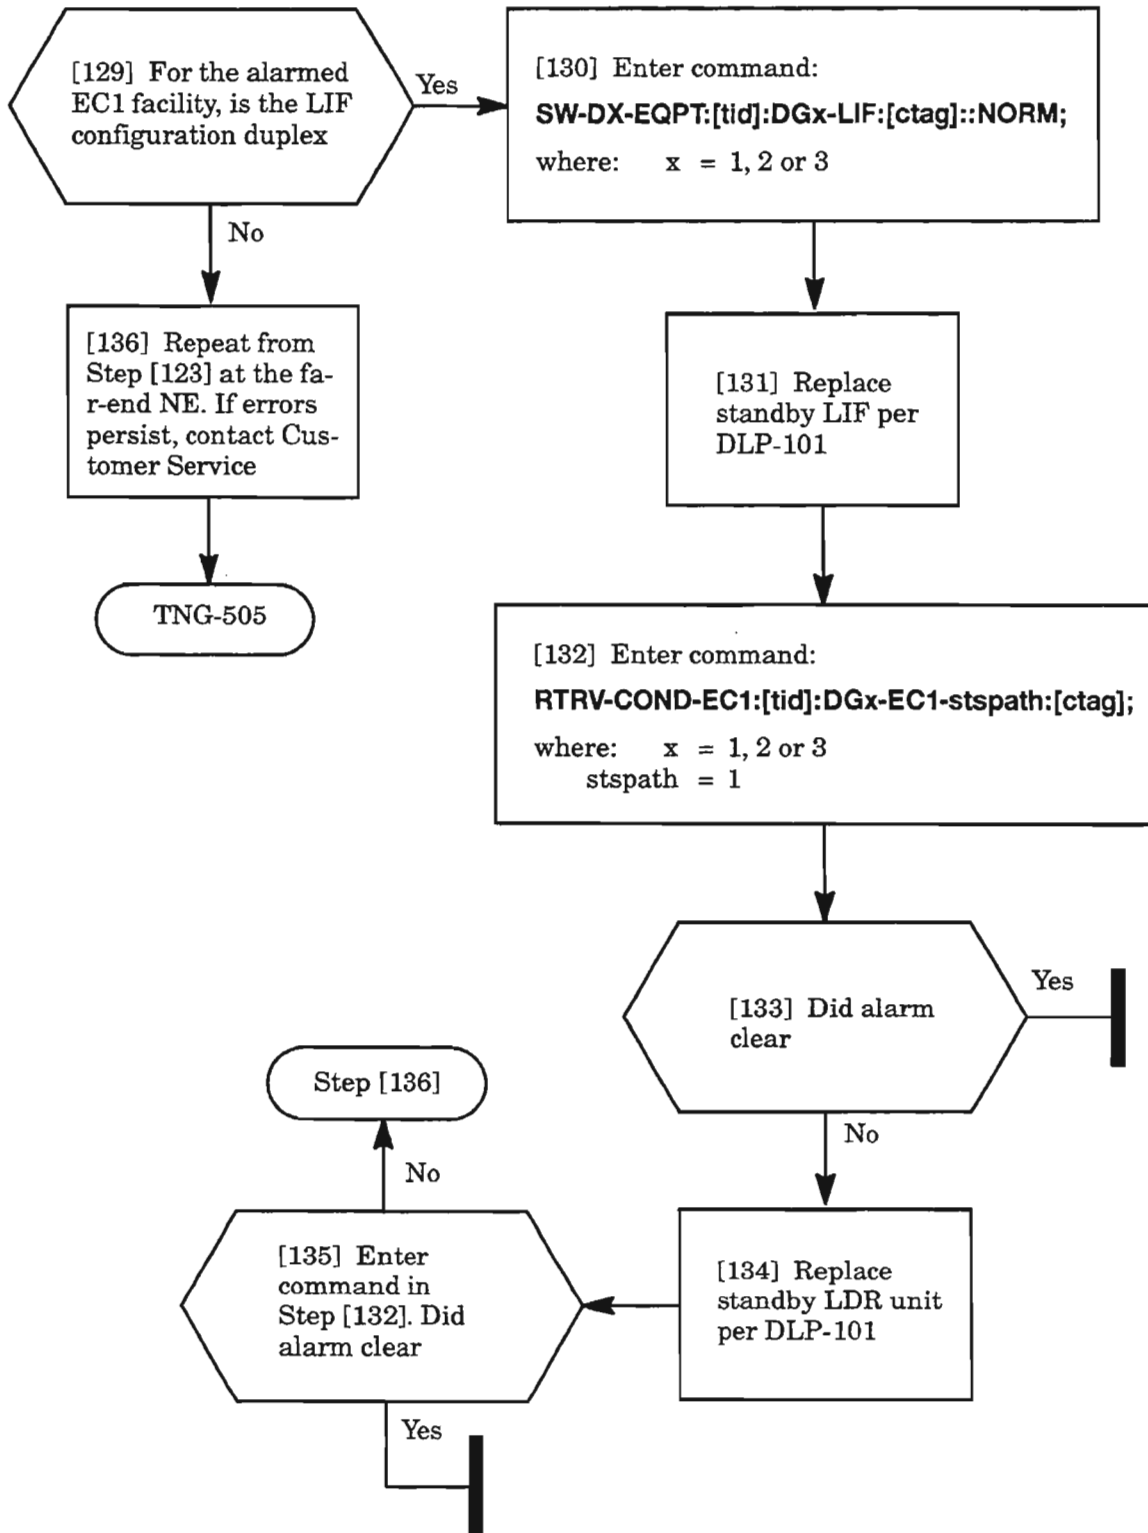 [129] For the alarmed
EC1 facility, is the LIF
configuration duplex
Yes
No
[130] Enter command:
SW-DX-EQPT:[tid]:DGx-LIF:[ctag]::NORM;
where: x = 1, 2 or 3
[136] Repeat from
Step [123] at the fa-
r-end NE. If errors
persist, contact Cus-
tomer Service
TNG-505
[131] Replace
standby LIF per
DLP-101
[132] Enter command:
RTRV-COND-EC1:[tid]:DGx-EC1-stspath:[ctag];
where: x = 1, 2 or 3
stspath = 1
[133] Did alarm
clear
Yes
No
[134] Replace
standby LDR unit
per DLP-101
[135] Enter
command in
Step [132]. Did
alarm clear
No
Step [136]
Yes